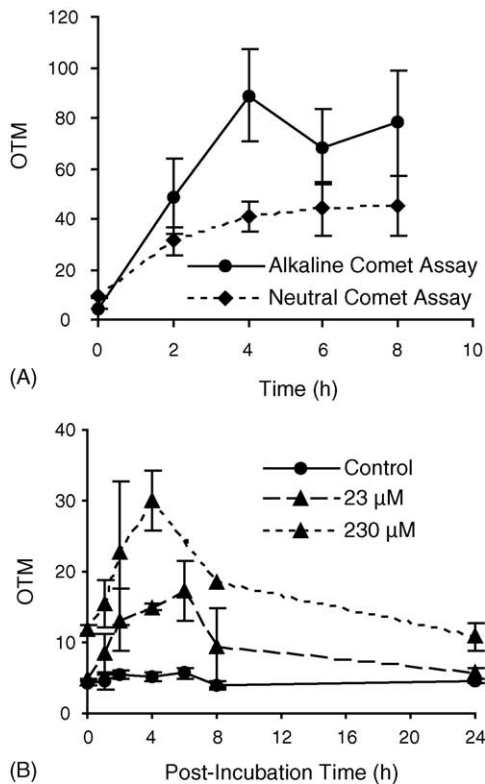 120
100
80
60
40
20
0
OTM
Alkaline Comet Assay
Neutral Comet Assay
0 2 4 6 8 10
(A)
Time (h)
40
30
20
10
0
OTM
Control
23 µM
230 µM
0 4 8 12 16 20 24
(B)
Post-Incubation Time (h)